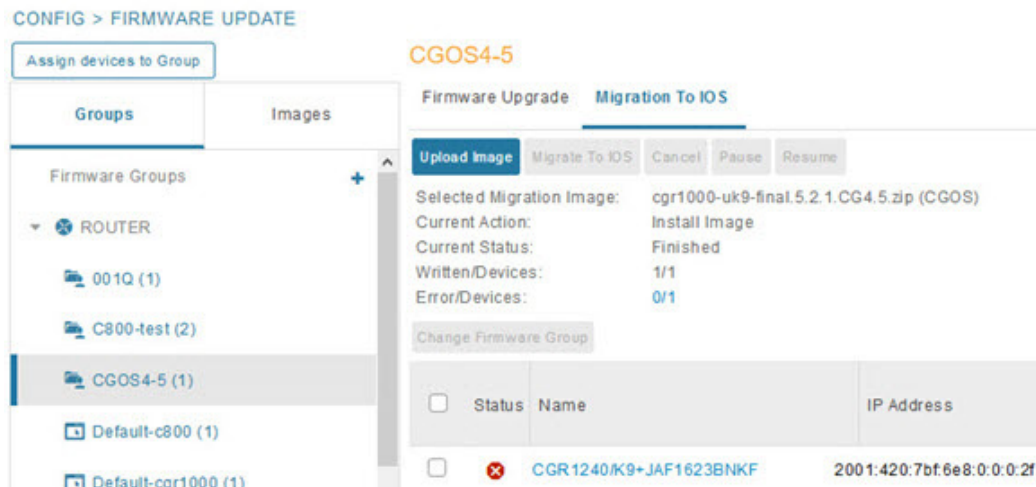 CONFIG > FIRMWARE UPDATE
Assign devices to Group
Groups
Images
Firmware Groups
ROUTER
001Q (1)
C800-test (2)
CGOS4-5 (1)
Default-c800 (1)
Default-cgr1000 (1)
CGOS4-5
Firmware Upgrade
Migration To IOS
Upload Image
Migrate To IOS
Cancel
Pause
Resume
Selected Migration Image: cgr1000-uk9-final.5.2.1.CG4.5.zip (CGOS)
Current Action: Install Image
Current Status: Finished
Written/Devices: 1/1
Error/Devices: 0/1
Change Firmware Group
Status Name IP Address
CGR1240/K9+JAF1623BNKF 2001:420:7bf:6e8:0:0:0:2f